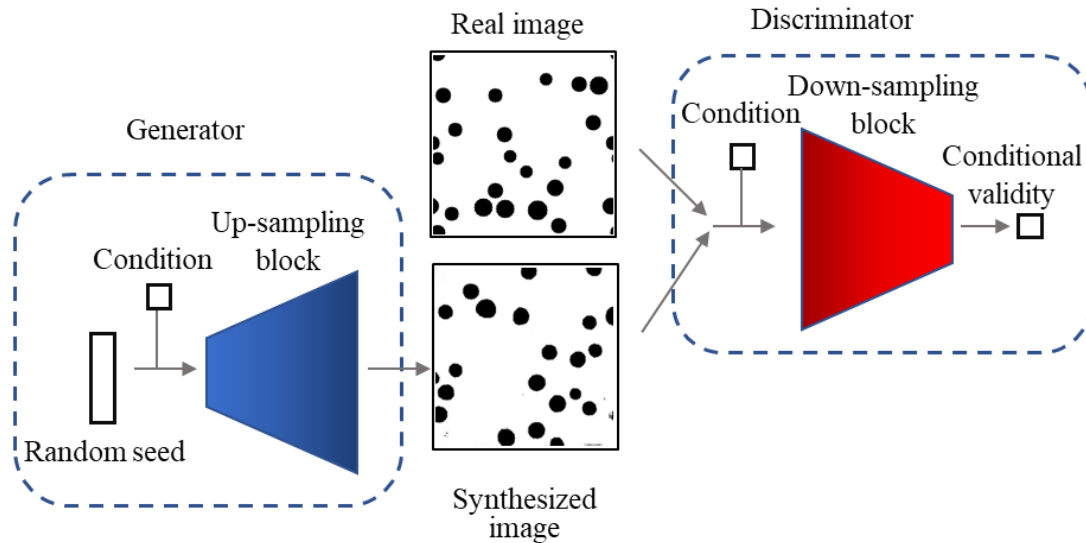 Generator
Condition
Up-sampling
block
Random seed
Real image
Synthesized
image
Discriminator
Condition
Down-sampling
block
Conditional
validity